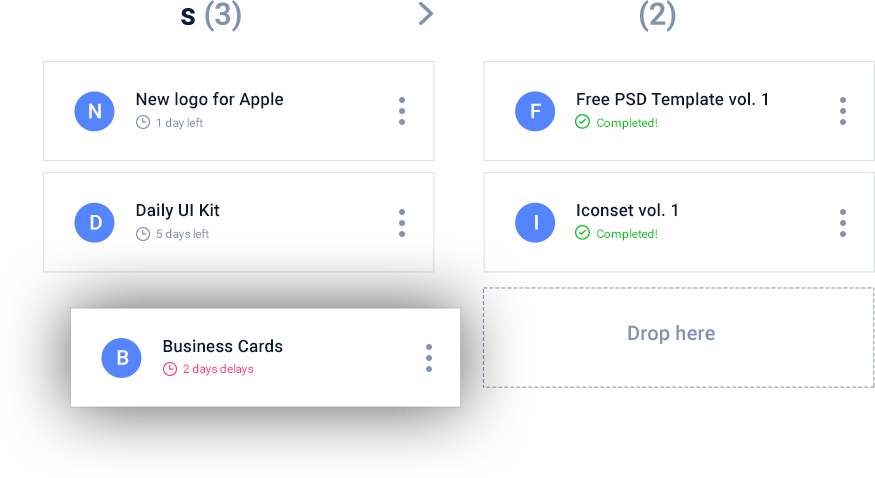 s (3)
(2)
N
New logo for Apple
1 day left
D
Daily UI Kit
5 days left
B
Business Cards
2 days delays
F
Free PSD Template vol. 1
Completed!
I
Iconset vol. 1
Completed!
Drop here